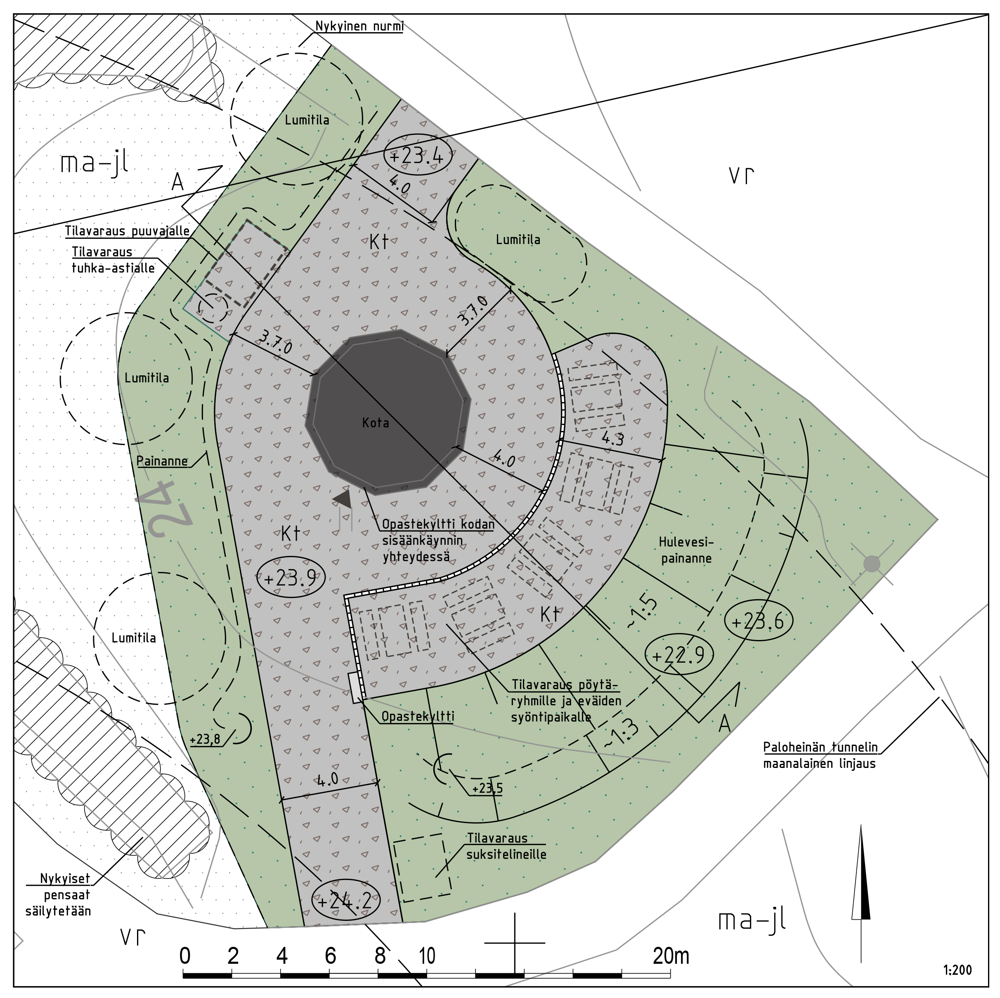 Nykyinen nurmi
Lumitila
+23.4
ma-jl
A
vr
4.0
Tilavaraus puuvajalle
Kt
Lumitila
Tilavaraus
tuhka-astialle
3.7.0
3.7.0
Lumitila
Kota
4.3
4.0
Painanne
24
Opastekyltti kodan
sisäänkäynnin
yhteydessä
Kt
Hulevesi-
painanne
+23.9
~1:5
Kt
+23.6
Lumitila
+22.9
Tilavaraus pöytä-
ryhmille ja eväiden
syöntipaikalle
Opastekyltti
A
+23,8
~1:3
Paloheinän tunnelin
maanalainen linjaus
4.0
+23,5
Tilavaraus
suksitelineille
Nykyiset
pensaat
säilytetään
+24.2
ma-jl
vr
0 2 4 6 8 10 20m
1:200